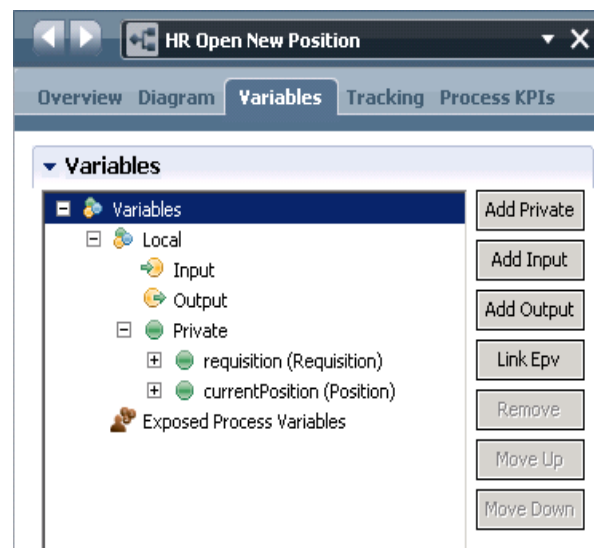 HR Open New Position
Overview Diagram Variables Tracking Process KPIs
Variables
Variables
Local
Input
Output
Private
requisition (Requisition)
currentPosition (Position)
Exposed Process Variables
Add Private
Add Input
Add Output
Link Epv
Remove
Move Up
Move Down